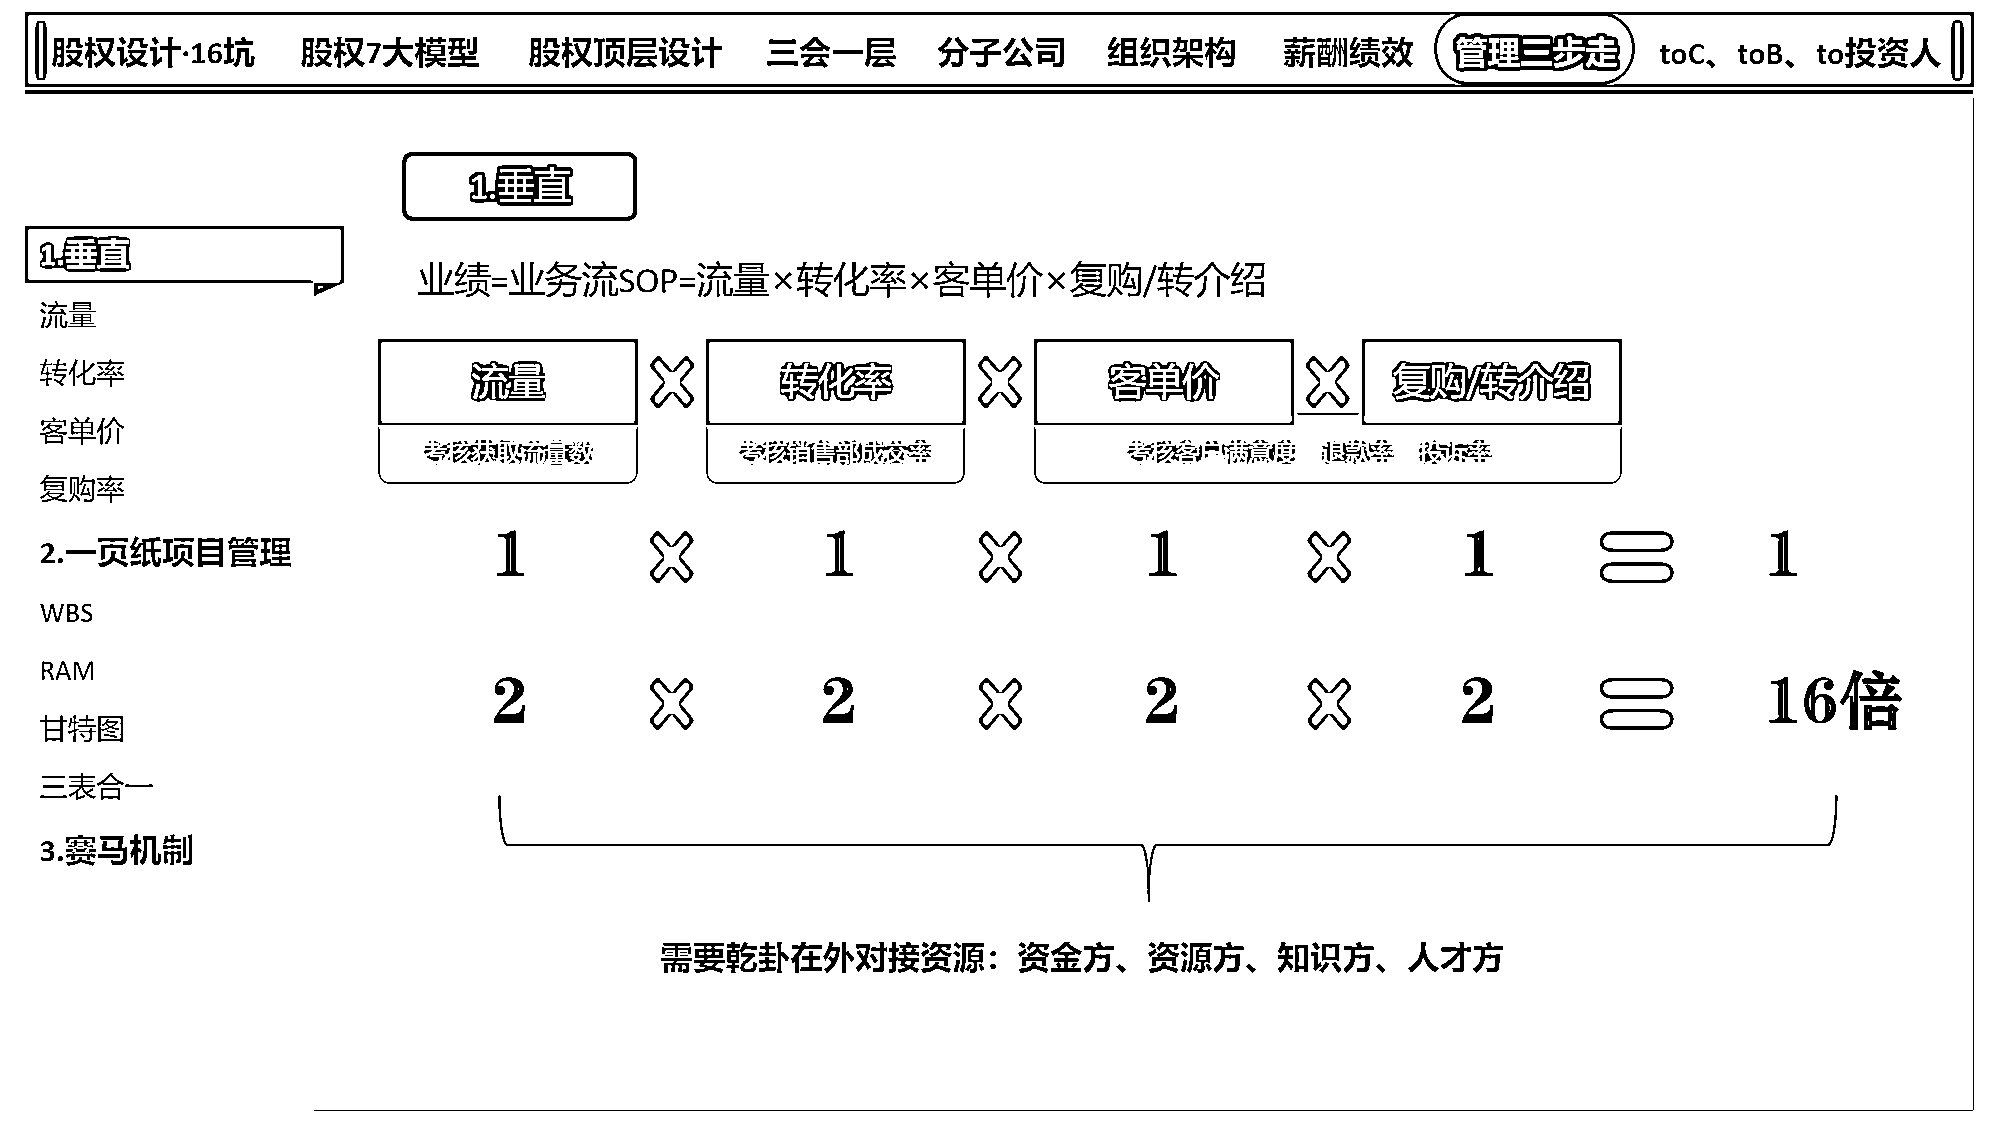 股权设计·16坑 股权7大模型 股权顶层设计 三会一层 分子公司 组织架构 薪酬绩效 管理三步走 toC、toB、to投资人
1.垂直
流量
转化率
客单价
复购率
2.一页纸项目管理
WBS
RAM
甘特图
三表合一
3.赛马机制
1.垂直
业绩=业务流SOP=流量×转化率×客单价×复购/转介绍
流量 × 转化率 × 客单价 × 复购/转介绍
考核获取流量数 考核销售部成交率 考核客户满意度 退款率 投诉率
1 × 1 × 1 × 1 = 1
2 × 2 × 2 × 2 = 16倍
需要乾卦在外对接资源：资金方、资源方、知识方、人才方